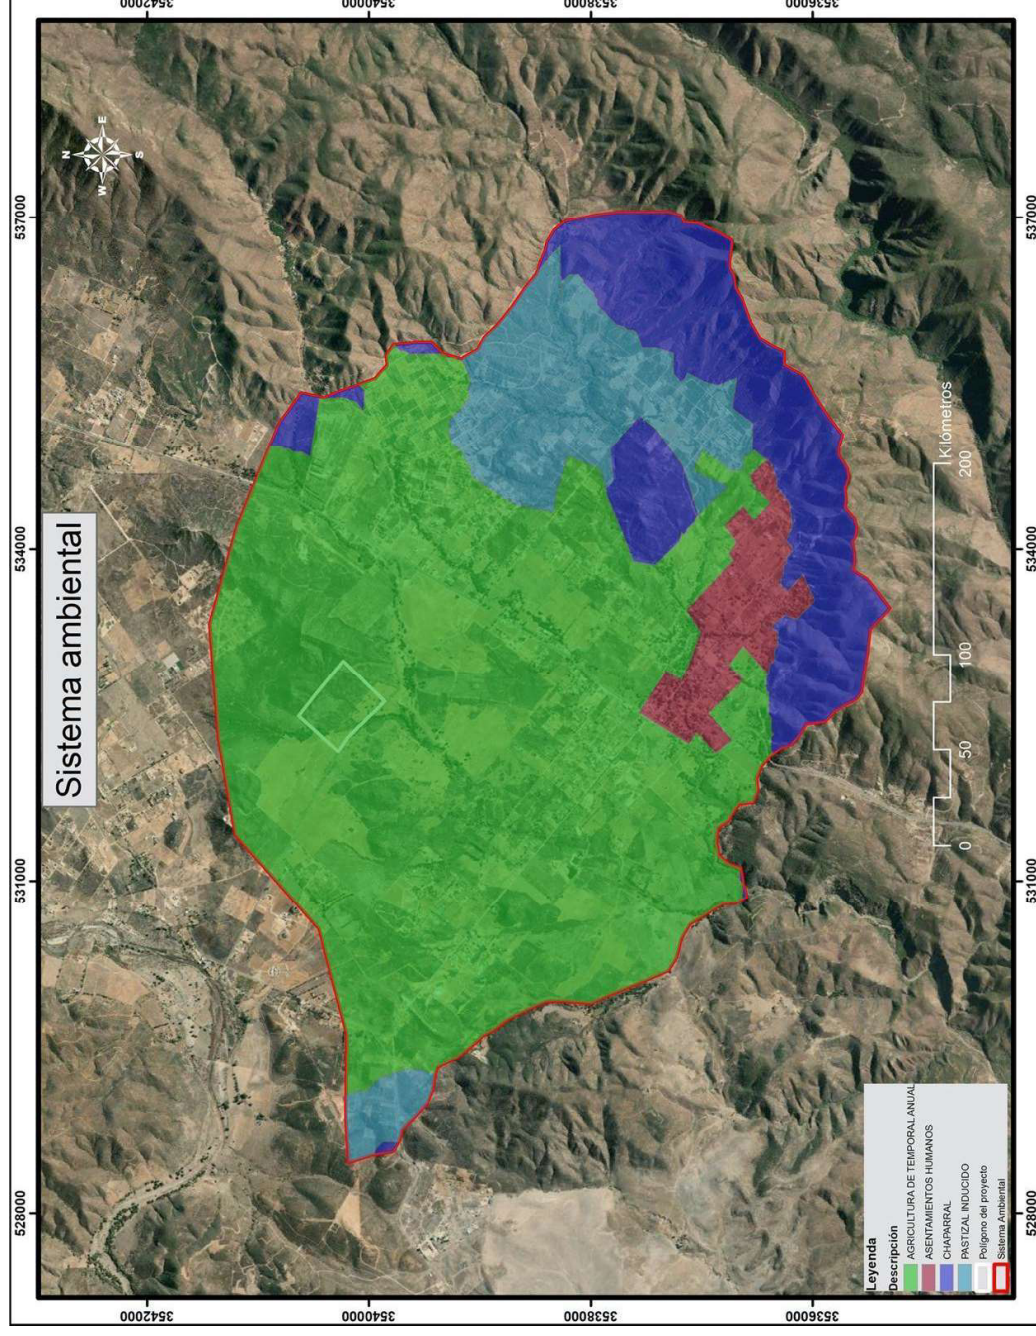 Sistema ambiental
N
W E
S
528000 531000 534000 537000
3542000 3542000
3540000 3540000
3538000 3538000
3536000 3536000
528000 531000 534000 537000
0 50 100 200
Kilómetros
Leyenda
Descripción
AGRICULTURA DE TEMPORAL ANUAL
ASENTAMIENTOS HUMANOS
CHAPARRAL
PASTIZAL INDUCIDO
Polígono del proyecto
Sistema Ambiental